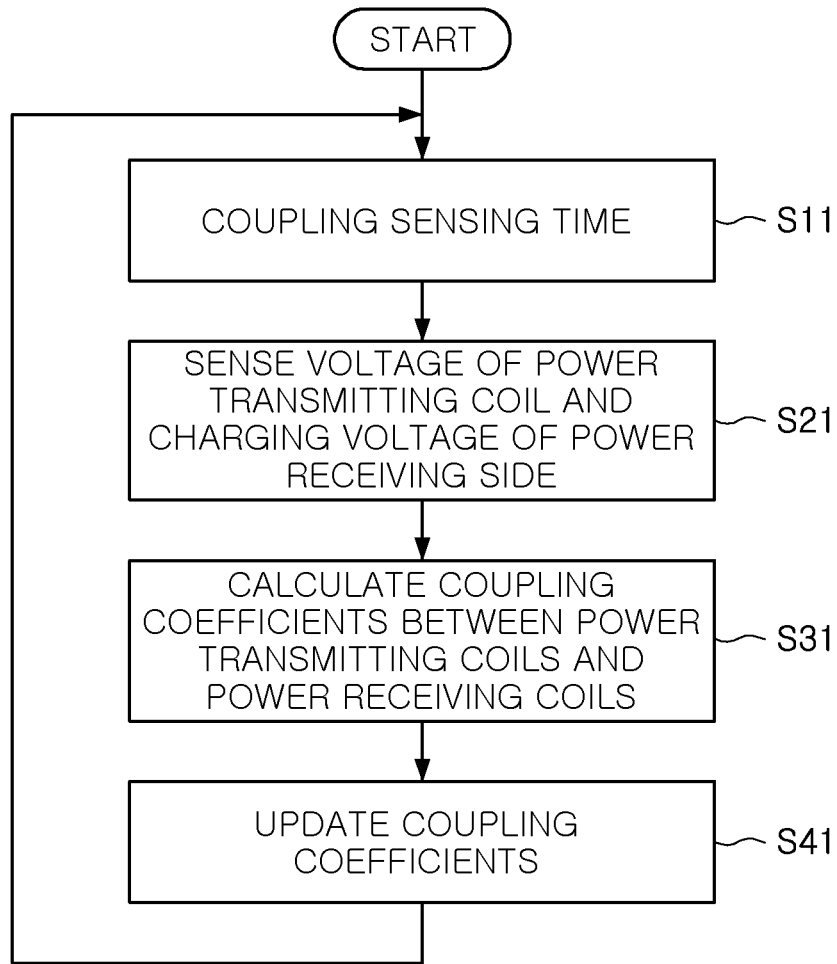 START
COUPLING SENSING TIME
S11
SENSE VOLTAGE OF POWER
TRANSMITTING COIL AND
CHARGING VOLTAGE OF POWER
RECEIVING SIDE
S21
CALCULATE COUPLING
COEFFICIENTS BETWEEN POWER
TRANSMITTING COILS AND
POWER RECEIVING COILS
S31
UPDATE COUPLING
COEFFICIENTS
S41